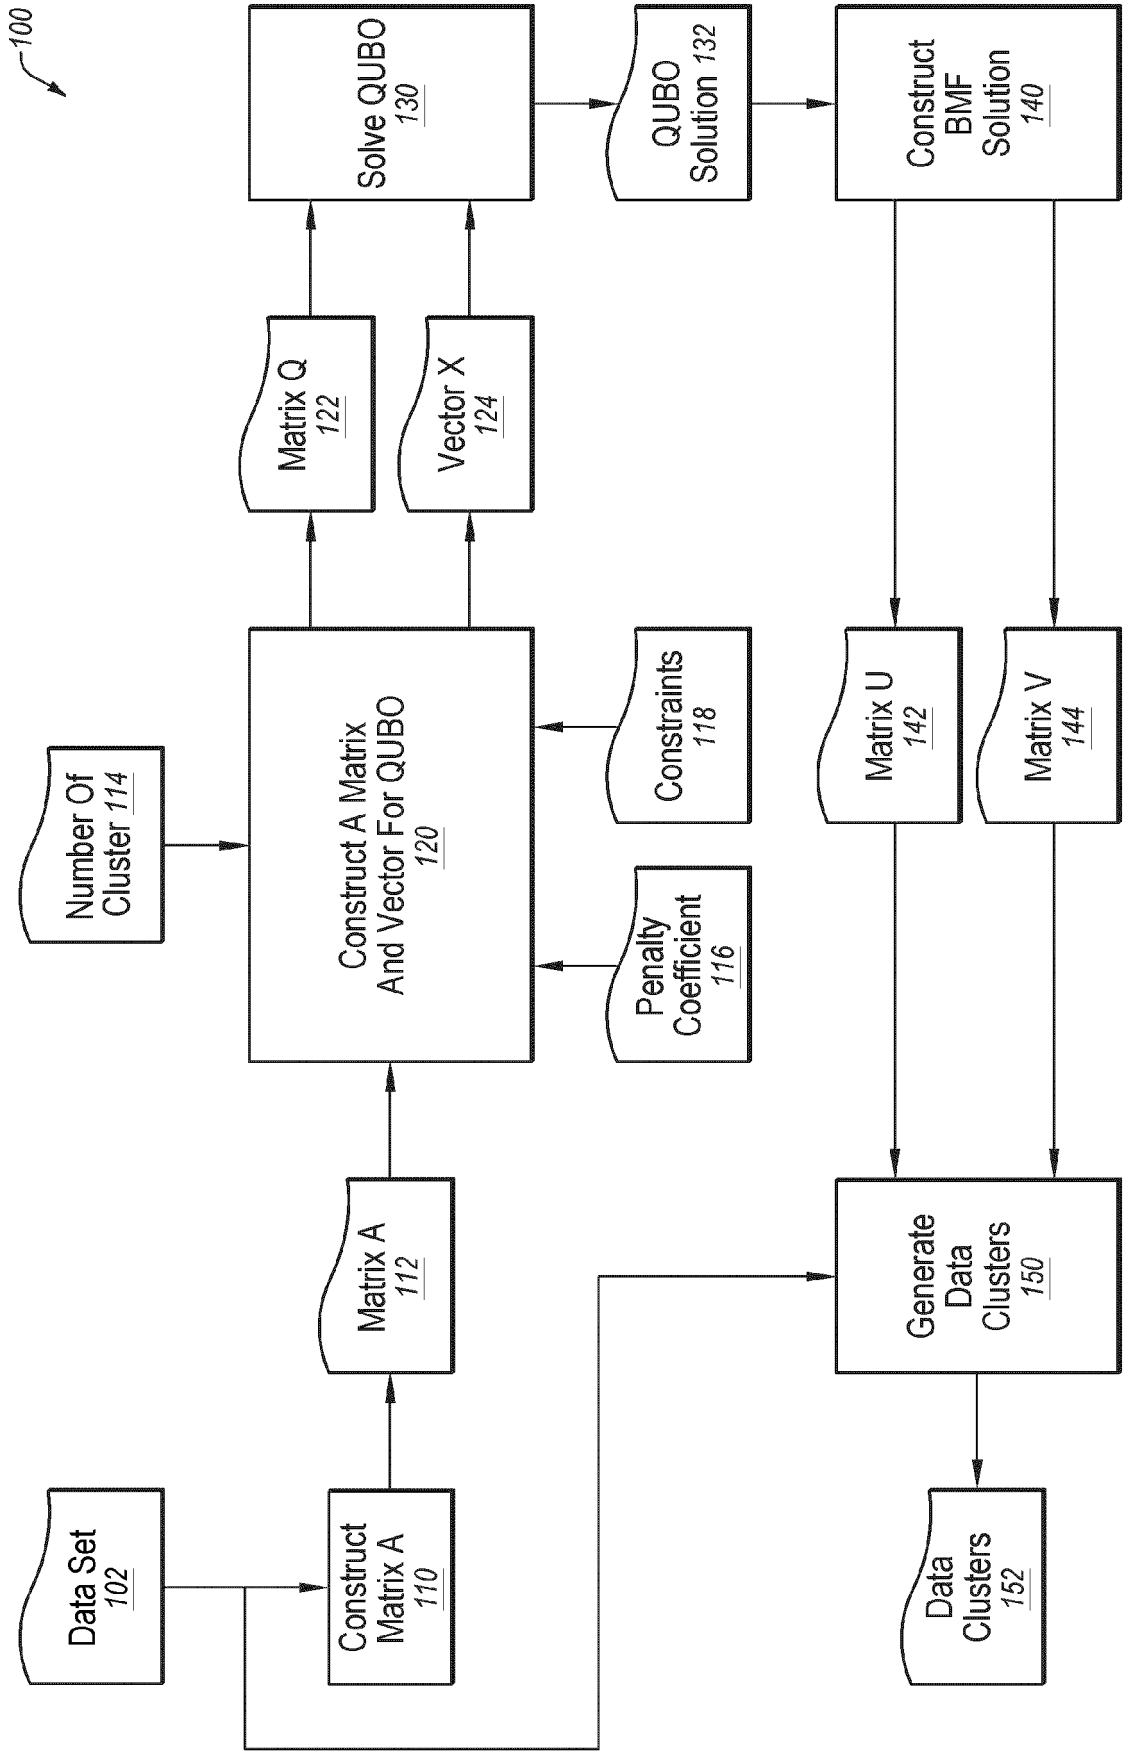 100
Data Set
102
Construct
Matrix A
110
Matrix A
112
Number Of
Cluster 114
Construct A Matrix
And Vector For QUBO
120
Penalty
Coefficient
116
Constraints
118
Matrix Q
122
Vector X
124
Solve QUBO
130
QUBO
Solution 132
Construct
BMF
Solution
140
Matrix U
142
Matrix V
144
Generate
Data
Clusters
150
Data
Clusters
152